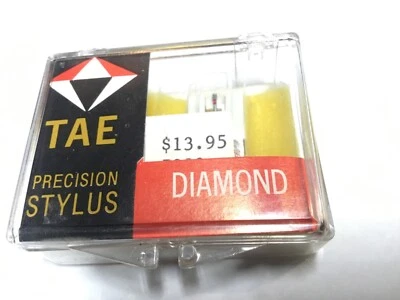 TAE
$13.95
PRECISION
STYLUS
DIAMOND